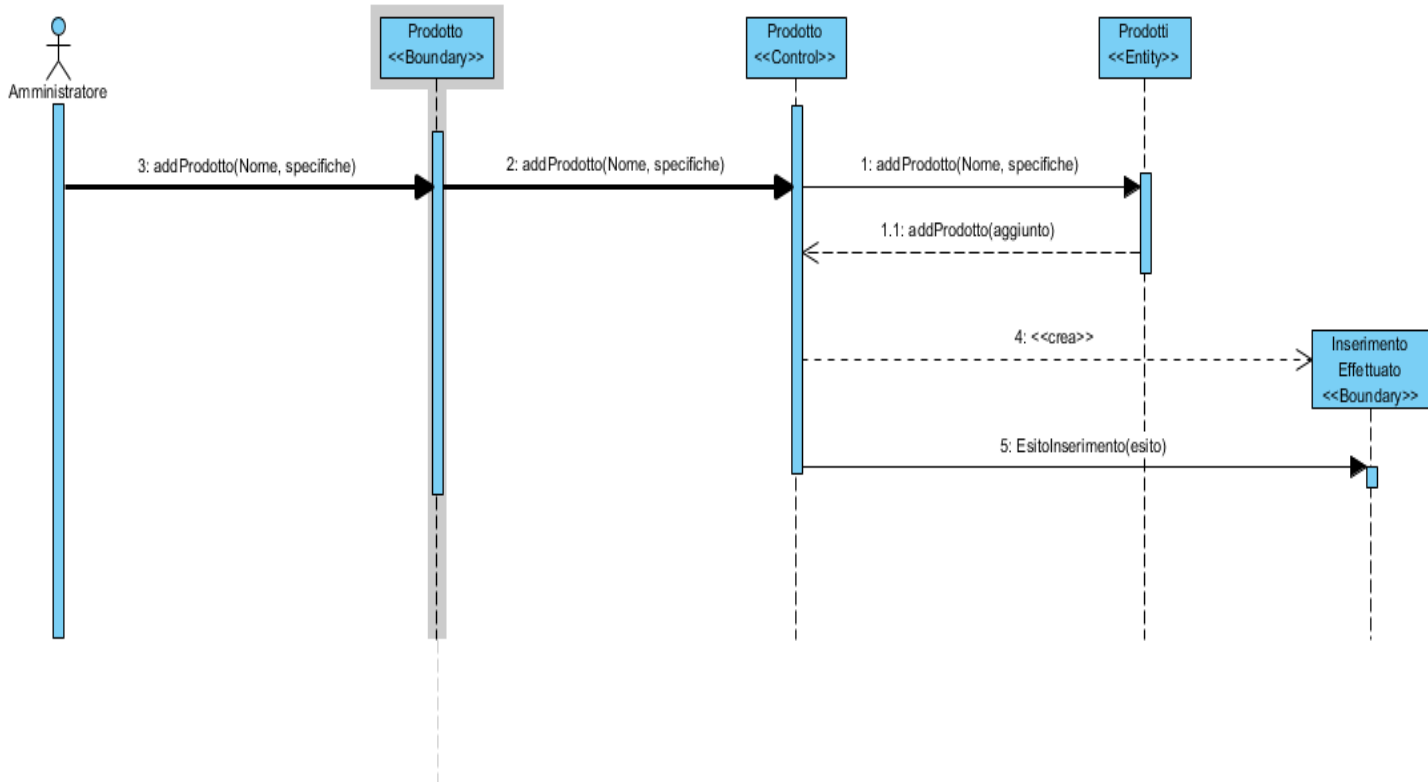 Prodotto
<<Boundary>>
Prodotto
<<Control>>
Prodotti
<<Entity>>
Amministratore
3: addProdotto(Nome, specifiche)
2: addProdotto(Nome, specifiche)
1: addProdotto(Nome, specifiche)
1.1: addProdotto(aggiunto)
4: <<crea>>
Inserimento
Effettuato
<<Boundary>>
5: EsitoInserimento(esito)